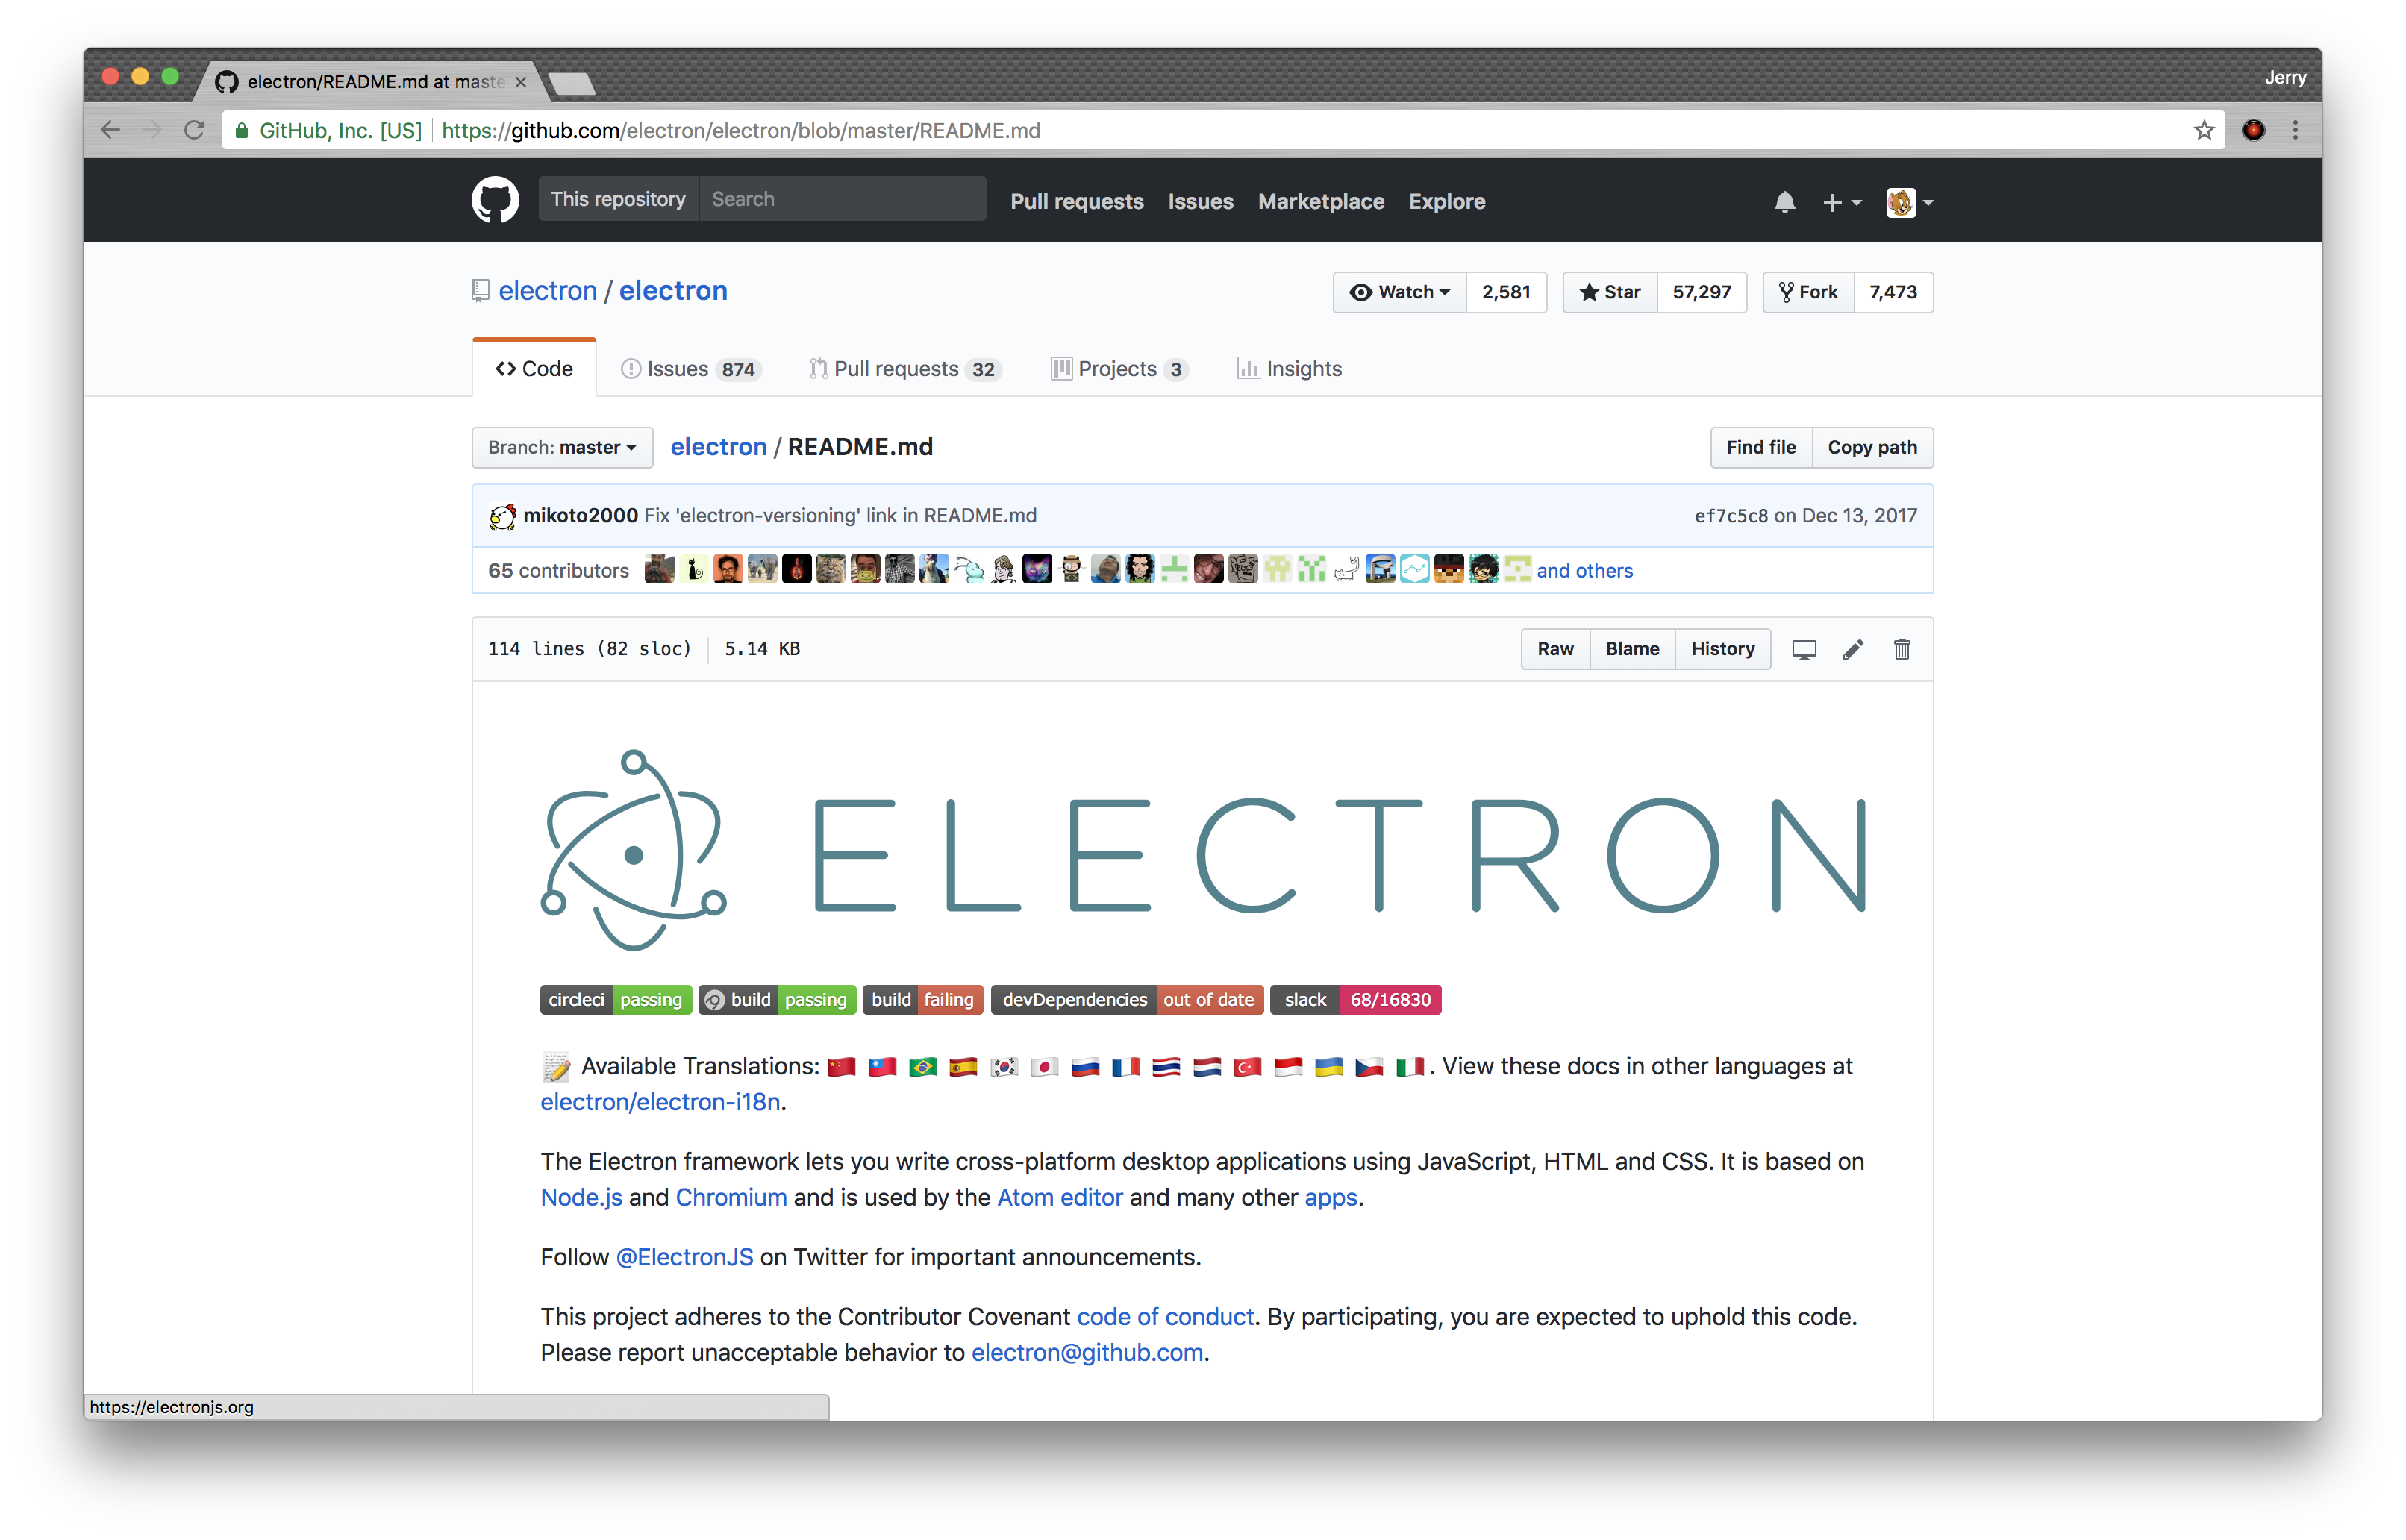 electron/README.md at maste
Jerry
GitHub, Inc. [US] https://github.com/electron/electron/blob/master/README.md
This repository Search Pull requests Issues Marketplace Explore
electron / electron
Watch 2,581 Star 57,297 Fork 7,473
Code Issues 874 Pull requests 32 Projects 3 Insights
Branch: master electron / README.md Find file Copy path
mikoto2000 Fix 'electron-versioning' link in README.md ef7c5c8 on Dec 13, 2017
65 contributors and others
114 lines (82 sloc) 5.14 KB Raw Blame History
ELECTRON
circleci passing build passing build failing devDependencies out of date slack 68/16830
Available Translations: 🇨🇳 🇹🇼 🇧🇷 🇪🇸 🇰🇷 🇯🇵 🇷🇺 🇫🇷 🇹🇭 🇳🇱 🇹🇷 🇮🇩 🇺🇦 🇨🇿 🇮🇹. View these docs in other languages at
electron/electron-i18n.
The Electron framework lets you write cross-platform desktop applications using JavaScript, HTML and CSS. It is based on
Node.js and Chromium and is used by the Atom editor and many other apps.
Follow @ElectronJS on Twitter for important announcements.
This project adheres to the Contributor Covenant code of conduct. By participating, you are expected to uphold this code.
Please report unacceptable behavior to electron@github.com.
https://electronjs.org